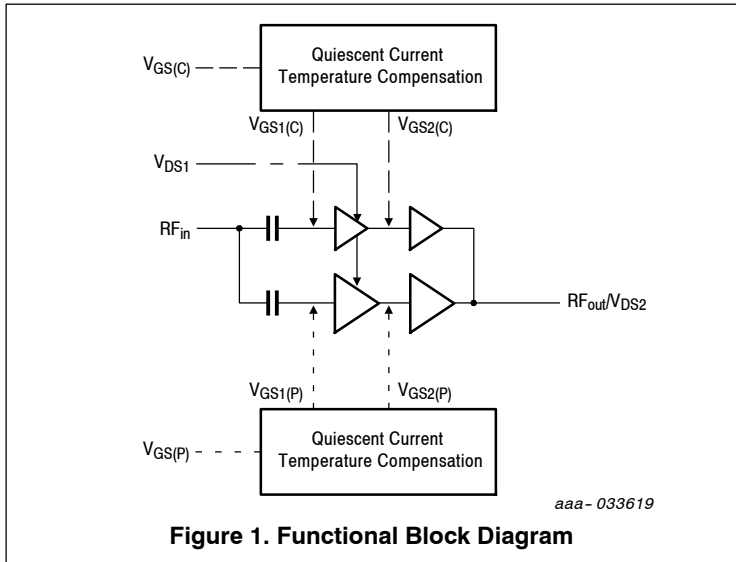 Quiescent Current
Temperature Compensation
VGS(C)
VGS1(C)
VGS2(C)
VDS1
RFin
RFout/VDS2
VGS1(P)
VGS2(P)
Quiescent Current
Temperature Compensation
VGS(P)
aaa-033619
Figure 1. Functional Block Diagram